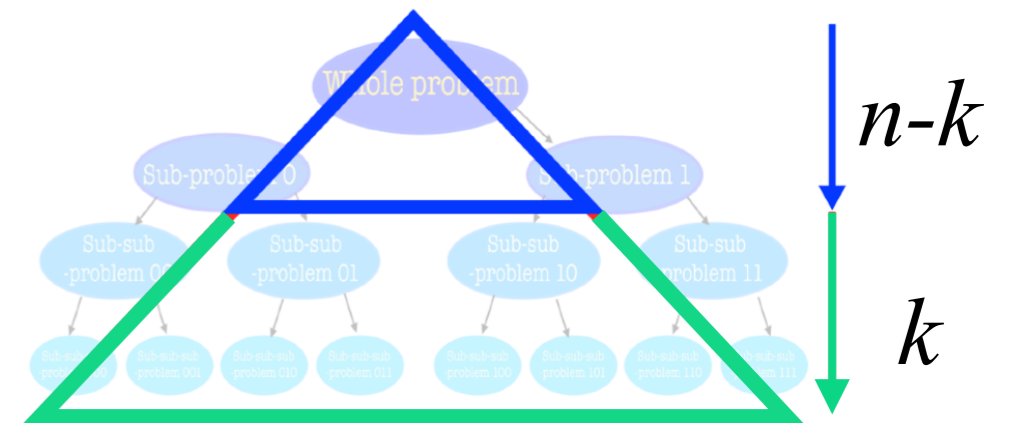 Whole problem
n-k
Sub-problem 0
Sub-problem 1
Sub-sub
-problem 00
Sub-sub
-problem 01
Sub-sub
-problem 10
Sub-sub
-problem 11
k
Sub-sub-sub
-problem 001
Sub-sub-sub
-problem 010
Sub-sub-sub
-problem 011
Sub-sub-sub
-problem 100
Sub-sub-sub
-problem 101
Sub-sub-sub
-problem 110